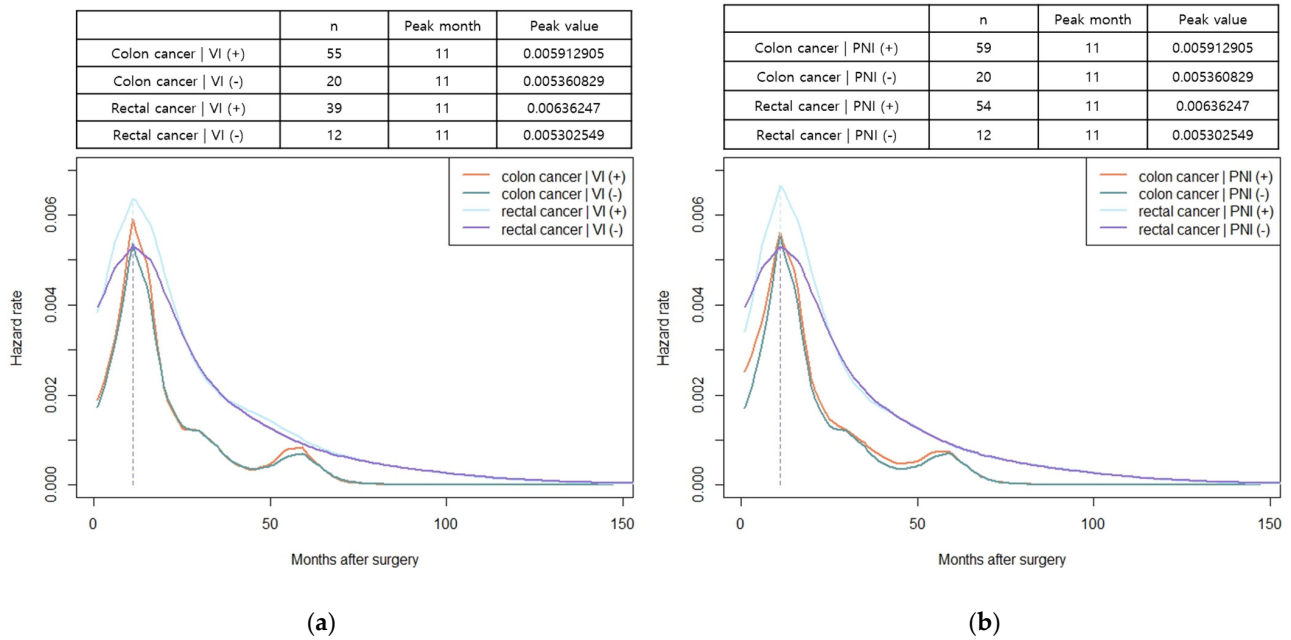 n Peak month Peak value
Colon cancer | VI (+) 55 11 0.005912905
Colon cancer | VI (-) 20 11 0.005360829
Rectal cancer | VI (+) 39 11 0.00636247
Rectal cancer | VI (-) 12 11 0.005302549
colon cancer | VI (+)
colon cancer | VI (-)
rectal cancer | VI (+)
rectal cancer | VI (-)
Hazard rate
0.006
0.004
0.002
0.000
0 50 100 150
Months after surgery
(a)
n Peak month Peak value
Colon cancer | PNI (+) 59 11 0.005912905
Colon cancer | PNI (-) 20 11 0.005360829
Rectal cancer | PNI (+) 54 11 0.00636247
Rectal cancer | PNI (-) 12 11 0.005302549
colon cancer | PNI (+)
colon cancer | PNI (-)
rectal cancer | PNI (+)
rectal cancer | PNI (-)
Hazard rate
0.006
0.004
0.002
0.000
0 50 100 150
Months after surgery
(b)